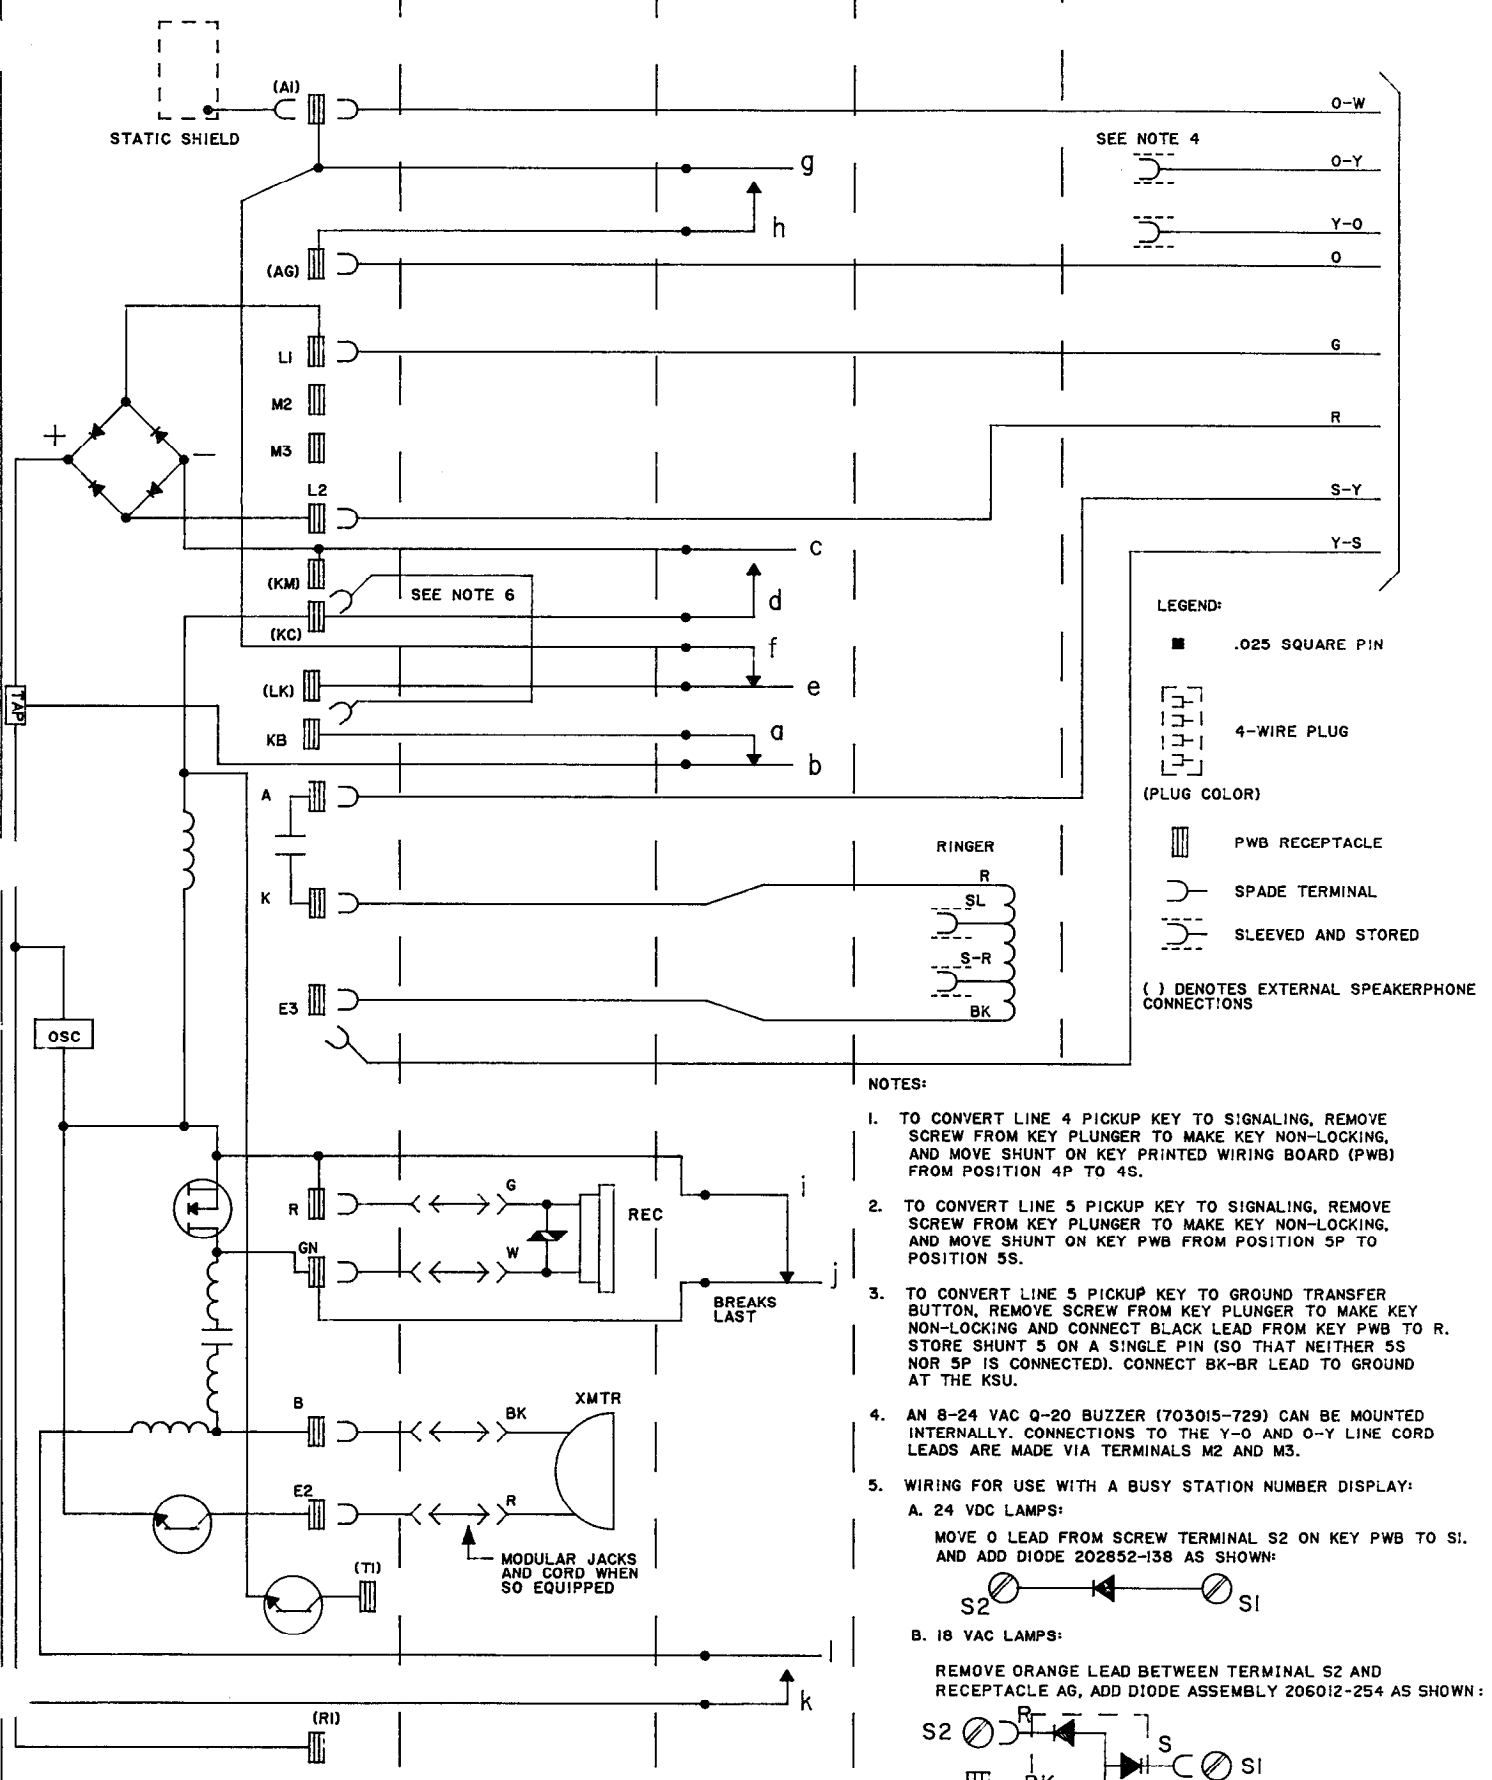 (A1)
O-W
STATIC SHIELD
SEE NOTE 4
g
O-Y
h
Y-O
(AG)
O
L1
G
M2
R
+
−
M3
L2
S-Y
C
Y-S
(KM)
SEE NOTE 6
d
LEGEND:
(KC)
f
.025 SQUARE PIN
(LK)
e
TAP
KB
a
4-WIRE PLUG
b
A
(PLUG COLOR)
RINGER
PWB RECEPTACLE
R
K
SL
SPADE TERMINAL
S-R
SLEEVED AND STORED
E3
BK
( ) DENOTES EXTERNAL SPEAKERPHONE
CONNECTIONS
OSC
NOTES:
1. TO CONVERT LINE 4 PICKUP KEY TO SIGNALING, REMOVE
SCREW FROM KEY PLUNGER TO MAKE KEY NON-LOCKING,
AND MOVE SHUNT ON KEY PRINTED WIRING BOARD (PWB)
FROM POSITION 4P TO 4S.
2. TO CONVERT LINE 5 PICKUP KEY TO SIGNALING, REMOVE
SCREW FROM KEY PLUNGER TO MAKE KEY NON-LOCKING,
AND MOVE SHUNT ON KEY PWB FROM POSITION 5P TO
POSITION 5S.
3. TO CONVERT LINE 5 PICKUP KEY TO GROUND TRANSFER
BUTTON, REMOVE SCREW FROM KEY PLUNGER TO MAKE KEY
NON-LOCKING AND CONNECT BLACK LEAD FROM KEY PWB TO R.
STORE SHUNT 5 ON A SINGLE PIN (SO THAT NEITHER 5S
NOR 5P IS CONNECTED). CONNECT BK-BR LEAD TO GROUND
AT THE KSU.
4. AN 8-24 VAC Q-20 BUZZER (703015-729) CAN BE MOUNTED
INTERNALLY. CONNECTIONS TO THE Y-O AND O-Y LINE CORD
LEADS ARE MADE VIA TERMINALS M2 AND M3.
5. WIRING FOR USE WITH A BUSY STATION NUMBER DISPLAY:
A. 24 VDC LAMPS:
MOVE O LEAD FROM SCREW TERMINAL S2 ON KEY PWB TO S1.
AND ADD DIODE 202852-138 AS SHOWN:
S2
S1
B. 18 VAC LAMPS:
REMOVE ORANGE LEAD BETWEEN TERMINAL S2 AND
RECEPTACLE AG, ADD DIODE ASSEMBLY 206012-254 AS SHOWN:
S2
R
S
S1
BK
R
G
i
REC
GN
W
j
BREAKS
LAST
XMTR
B
BK
E2
R
MODULAR JACKS
AND CORD WHEN
SO EQUIPPED
(T1)
l
k
(R1)